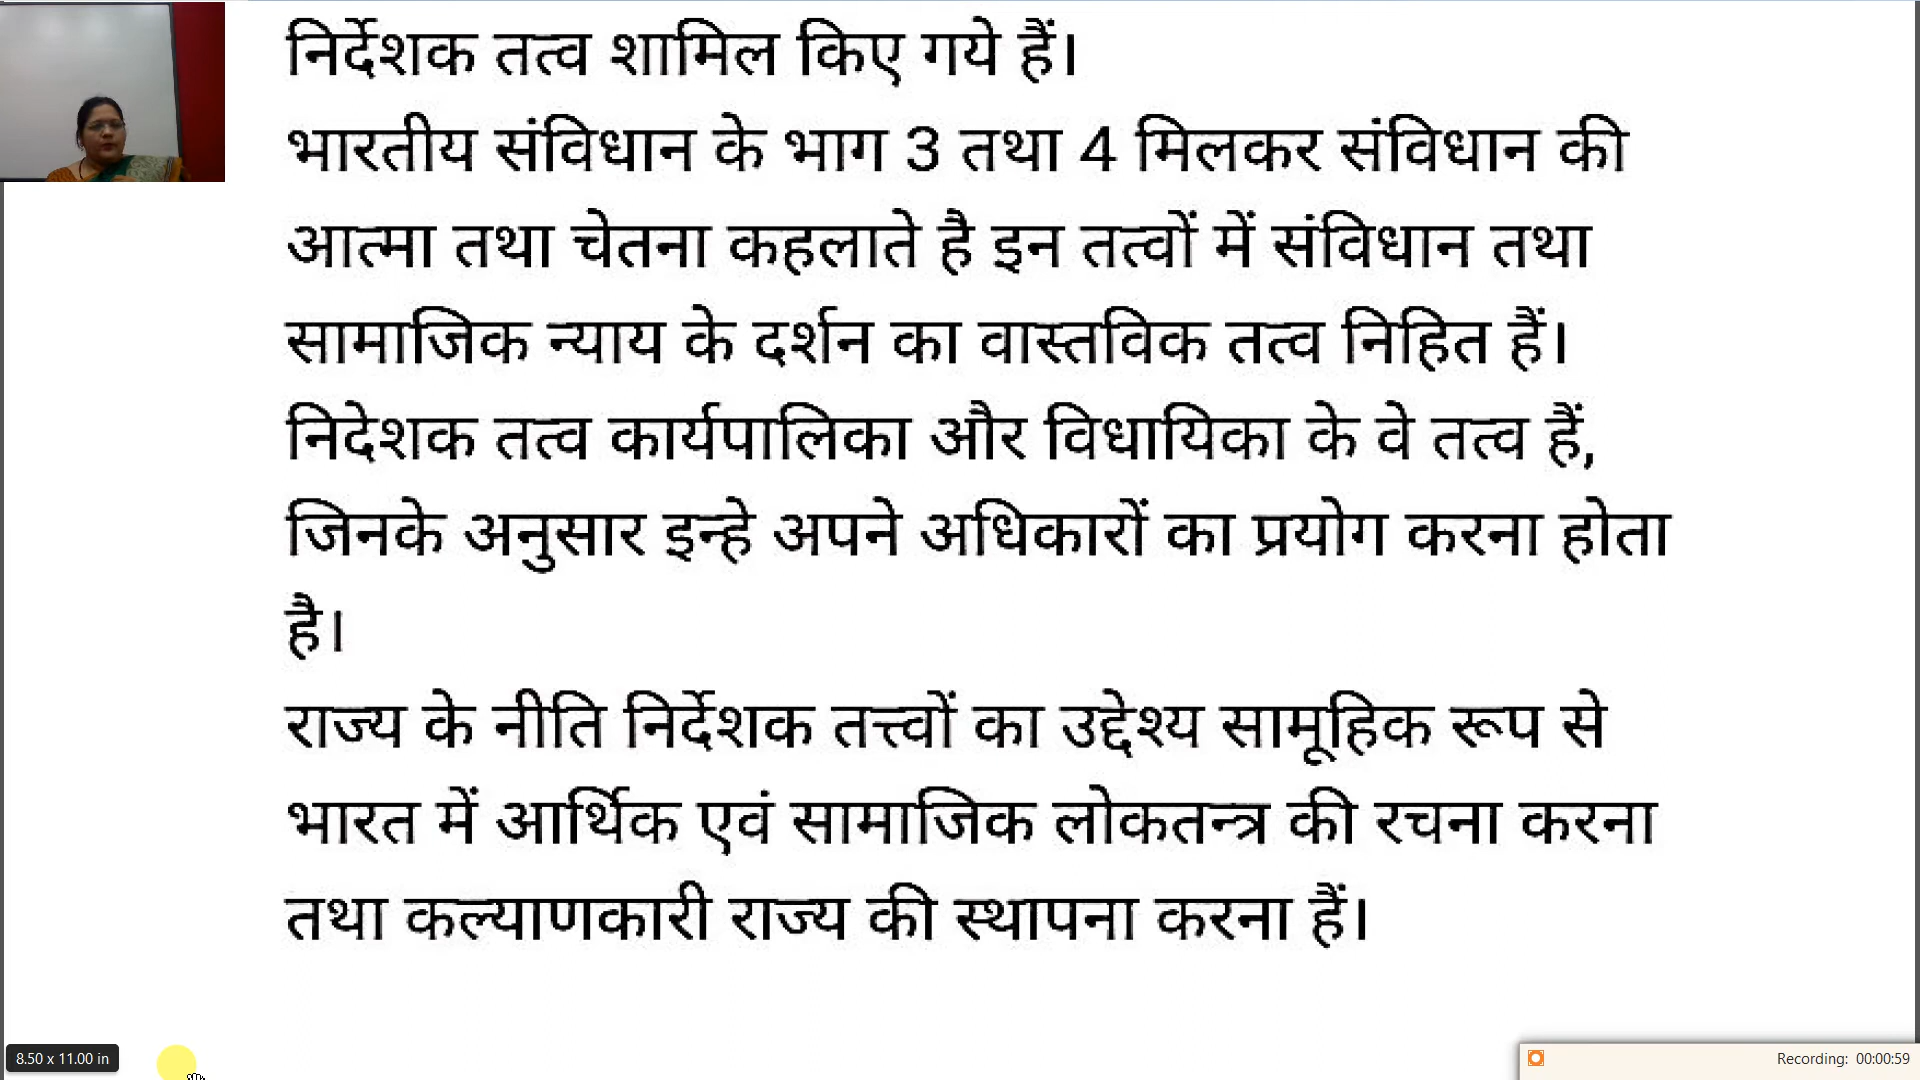 निर्देशक तत्व शामिल किए गये हैं।
भारतीय संविधान के भाग 3 तथा 4 मिलकर संविधान की
आत्मा तथा चेतना कहलाते है इन तत्वों में संविधान तथा
सामाजिक न्याय के दर्शन का वास्तविक तत्व निहित हैं।
निदेशक तत्व कार्यपालिका और विधायिका के वे तत्व हैं,
जिनके अनुसार इन्हे अपने अधिकारों का प्रयोग करना होता
है।
राज्य के नीति निर्देशक तत्त्वों का उद्देश्य सामूहिक रूप से
भारत में आर्थिक एवं सामाजिक लोकतन्त्र की रचना करना
तथा कल्याणकारी राज्य की स्थापना करना हैं।
8.50 x 11.00 in
Recording: 00:00:59